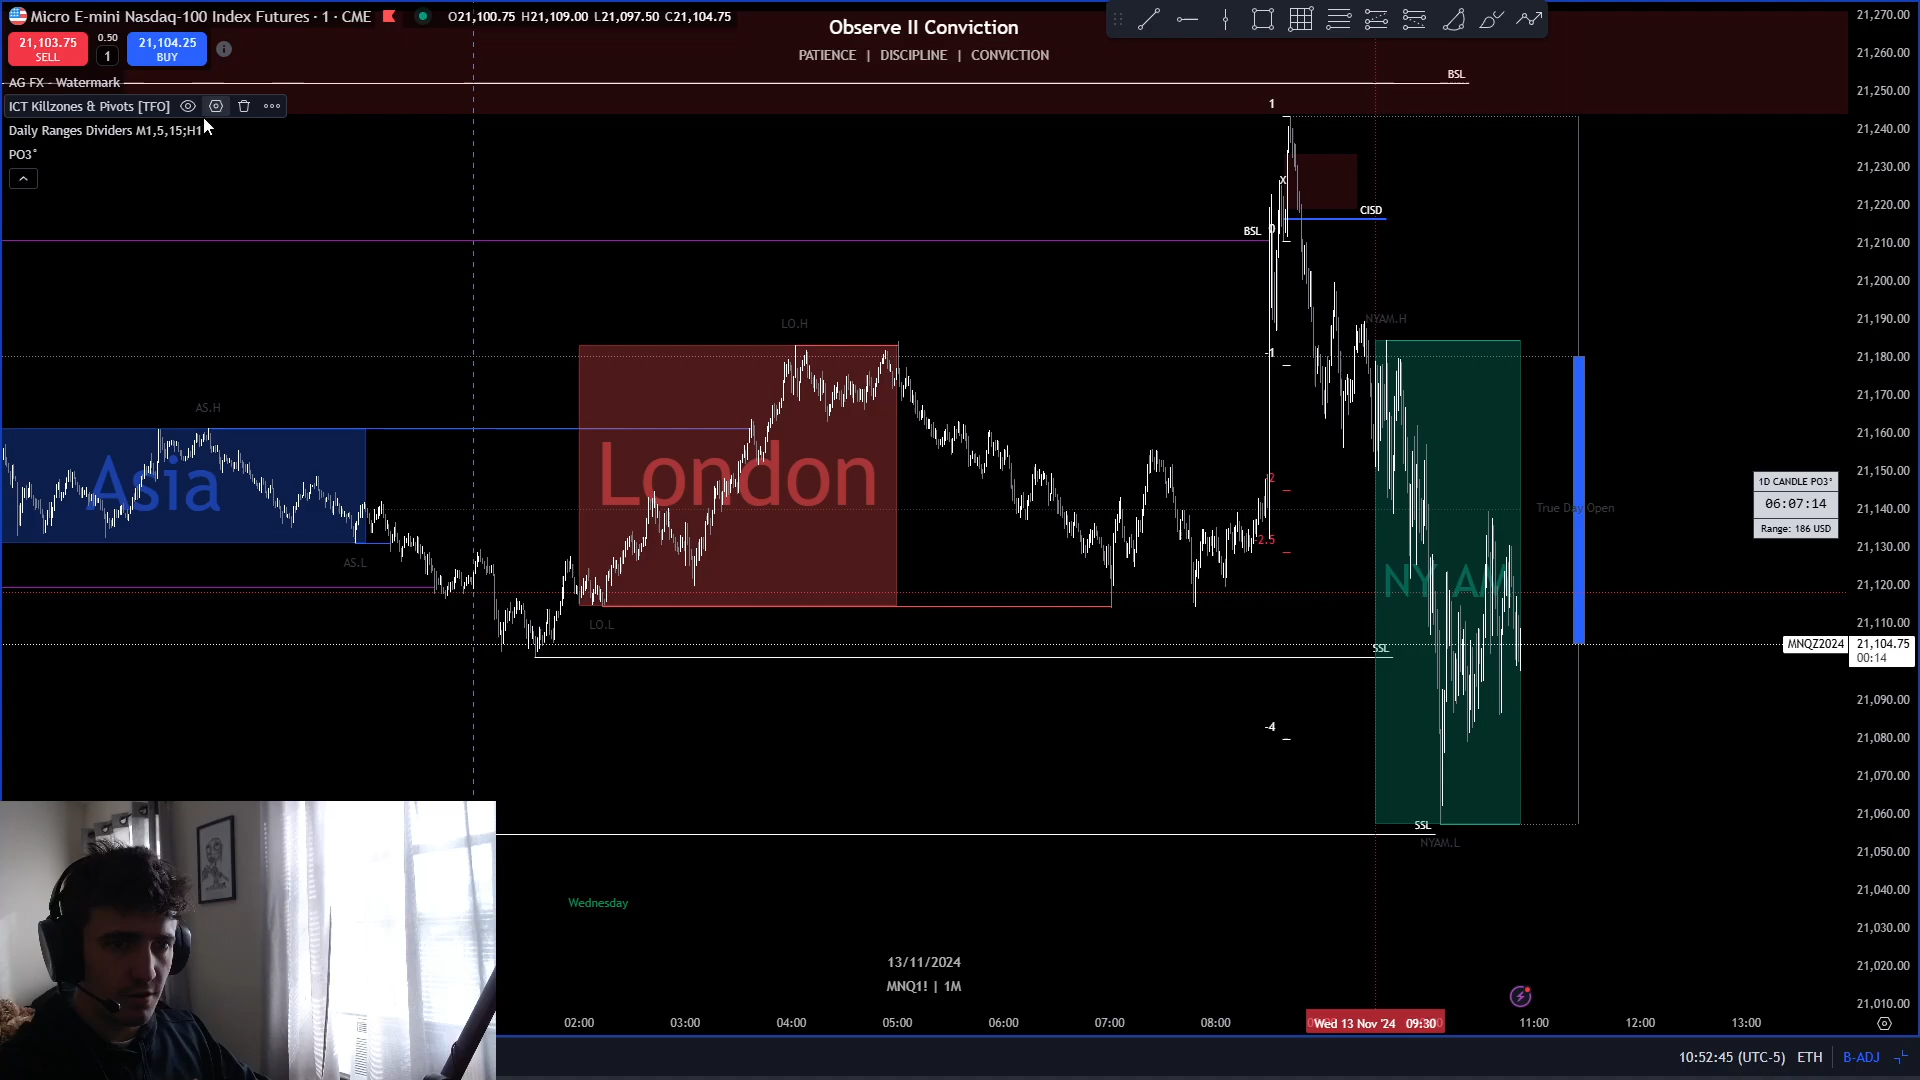 Micro E-mini Nasdaq-100 Index Futures · 1 · CME
O21,100.75 H21,109.00 L21,097.50 C21,104.75
21,103.75
SELL
0.50
1
21,104.25
BUY
AG FX - Watermark
ICT Killzones & Pivots [TFO]
Daily Ranges Dividers M1,5,15;H1
PO3°
Observe II Conviction
PATIENCE | DISCIPLINE | CONVICTION
BSL
1
X
CISD
BSL
0
LO.H
NYAM.H
-1
AS.H
Asia
London
-2
-2.5
True Day Open
AS.L
NY AM
LO.L
SSL
-4
SSL
NYAM.L
1D CANDLE PO3°
06:07:14
Range: 186 USD
MNQZ2024
21,104.75
00:14
21,270.00
21,260.00
21,250.00
21,240.00
21,230.00
21,220.00
21,210.00
21,200.00
21,190.00
21,180.00
21,170.00
21,160.00
21,150.00
21,140.00
21,130.00
21,120.00
21,110.00
21,090.00
21,080.00
21,070.00
21,060.00
21,050.00
21,040.00
21,030.00
21,020.00
21,010.00
Wednesday
13/11/2024
MNQ1! | 1M
02:00
03:00
04:00
05:00
06:00
07:00
08:00
Wed 13 Nov '24 09:30
11:00
12:00
13:00
10:52:45 (UTC-5) ETH B-ADJ